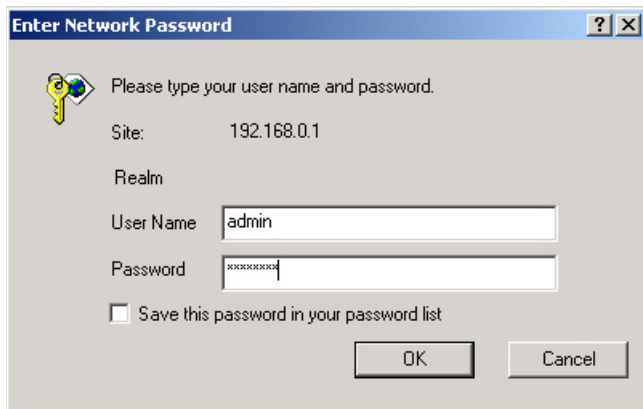 Enter Network Password
? X
Please type your user name and password.
Site: 192.168.0.1
Realm
User Name admin
Password ********
Save this password in your password list
OK Cancel